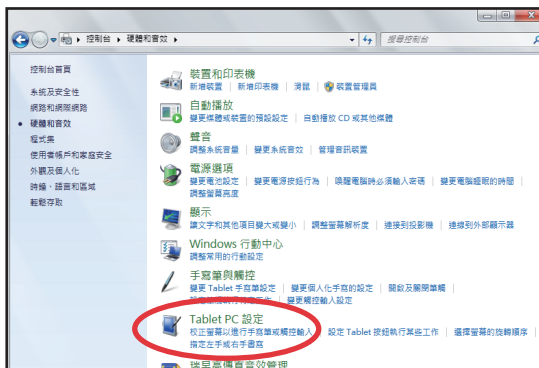 控制台 ▸ 硬體和音效 ▸
搜尋控制台
控制台首頁
系統及安全性
網路和網際網路
硬體和音效
程式集
使用者帳戶和家庭安全
外觀及個人化
時鐘、語言和區域
輕鬆存取
裝置和印表機
新增裝置 | 新增印表機 | 滑鼠 | 裝置管理員
自動播放
變更媒體或裝置的預設設定 | 自動播放 CD 或其他媒體
聲音
調整系統音量 | 變更系統音效 | 管理音訊裝置
電源選項
變更電池設定 | 變更電源按鈕行為 | 喚醒電腦時必須輸入密碼 | 變更電腦睡眠的時間 |
調整螢幕亮度
顯示
讓文字和其他項目變大或變小 | 調整螢幕解析度 | 連接到投影機 | 連線到外部顯示器
Windows 行動中心
調整常用的行動設定
手寫筆與觸控
變更 Tablet 手寫筆設定 | 變更個人化手寫的設定 | 開啟及關閉筆觸 |
變更觸控輸入設定
Tablet PC 設定
校正螢幕以進行手寫筆或觸控輸入 | 設定 Tablet 按鈕執行某些工作 | 選擇螢幕的旋轉順序 |
指定左手或右手書寫
瑞昱高傳真音效管理